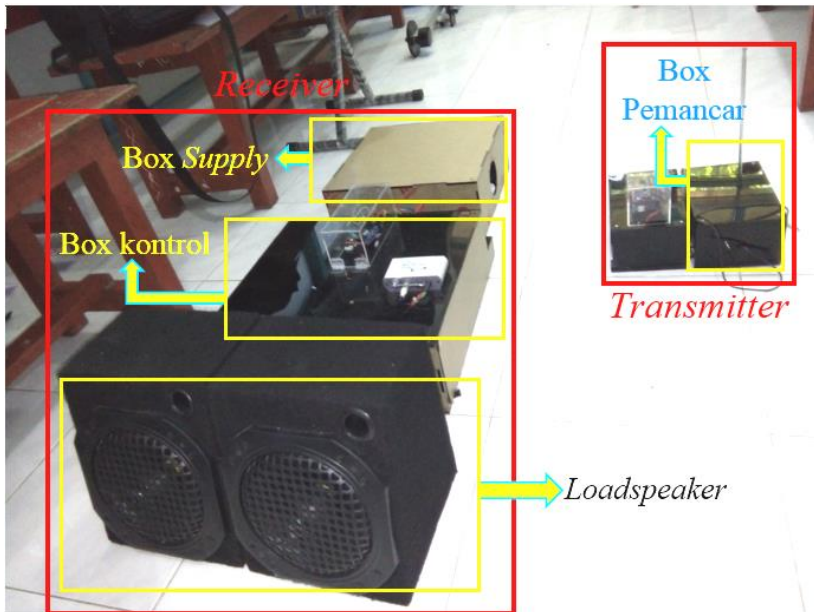 Receiver
Box Supply
Box kontrol
Box
Pemancar
Transmitter
Loadspeaker